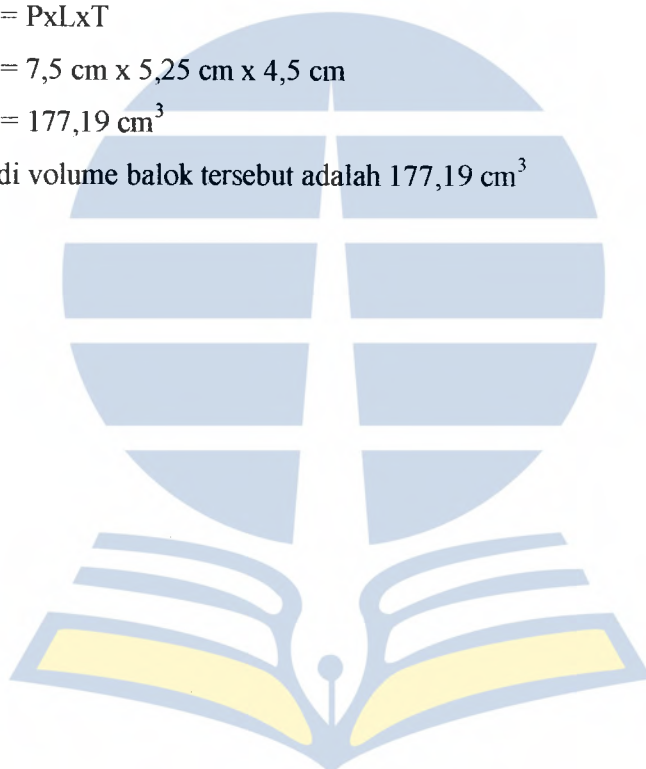 = PxLxT
= 7,5 cm x 5,25 cm x 4,5 cm
= 177,19 cm³
di volume balok tersebut adalah 177,19 cm³